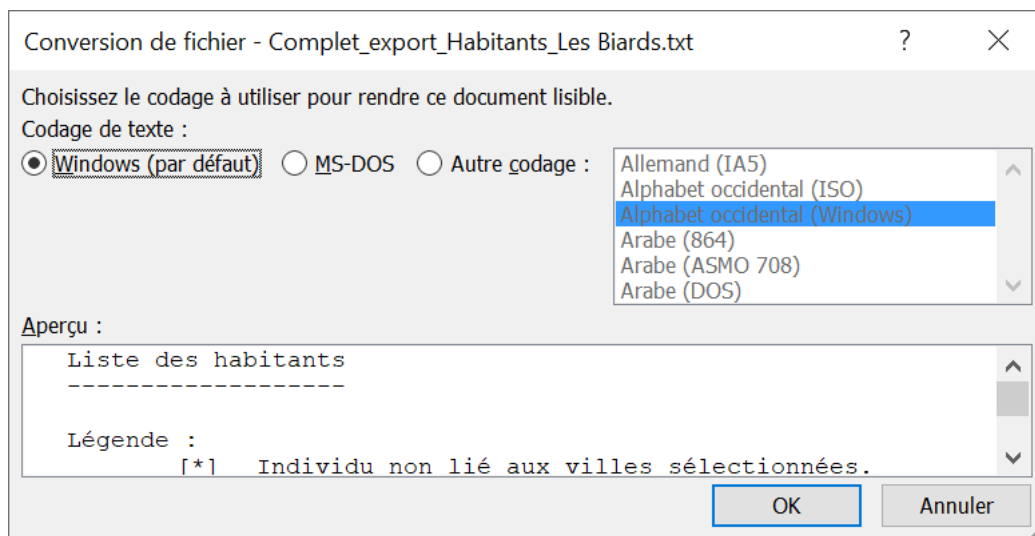 Conversion de fichier - Complet_export_Habitants_Les Biards.txt ? ×
Choisissez le codage à utiliser pour rendre ce document lisible.
Codage de texte :
Windows (par défaut) MS-DOS Autre codage :
Allemand (IA5)
Alphabet occidental (ISO)
Alphabet occidental (Windows)
Arabe (864)
Arabe (ASMO 708)
Arabe (DOS)
Aperçu :
Liste des habitants
-------------------
Légende :
[*] Individu non lié aux villes sélectionnées.
OK Annuler